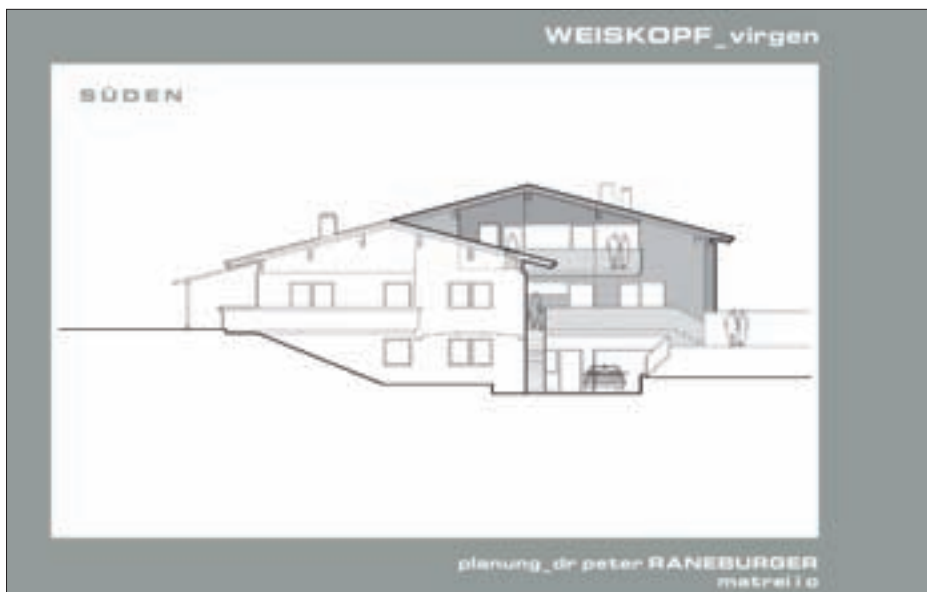 WEISKOPF_virgen
SÜDEN
planung_dr peter RANEBURGER
matrei i o